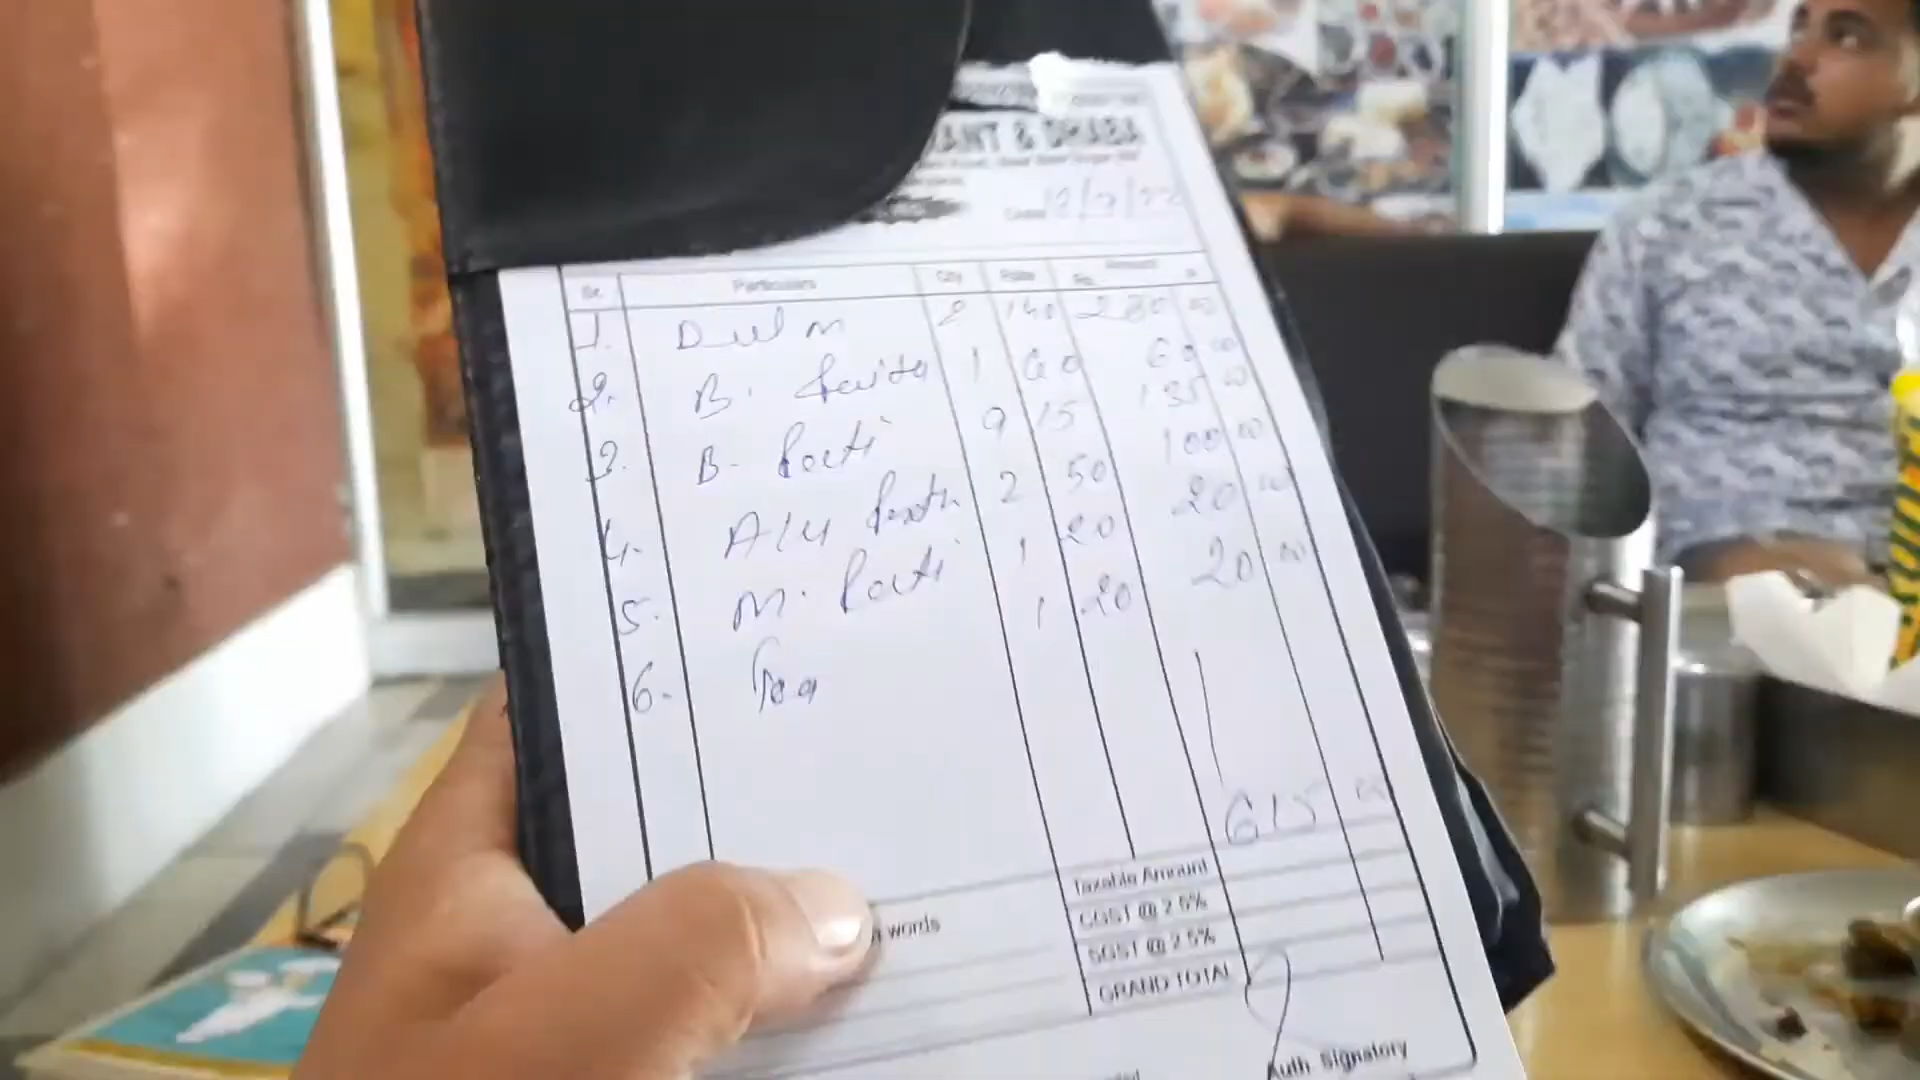 ANT & DHABA
Date 12/7/22
Sr. Particulars Qty Rate Amount
Rs. P.
1. Dal M 2 140 280 00
2. B. Raita 1 60 60 00
3. B. Roti 9 15 135 00
4. Alu Prath 2 50 100 00
5. M. Roti 1 20 20 00
6. Tea 1 20 20 00
615 00
words
Taxable Amount
CGST @ 2.5%
SGST @ 2.5%
GRAND TOTAL
Auth. Signatory